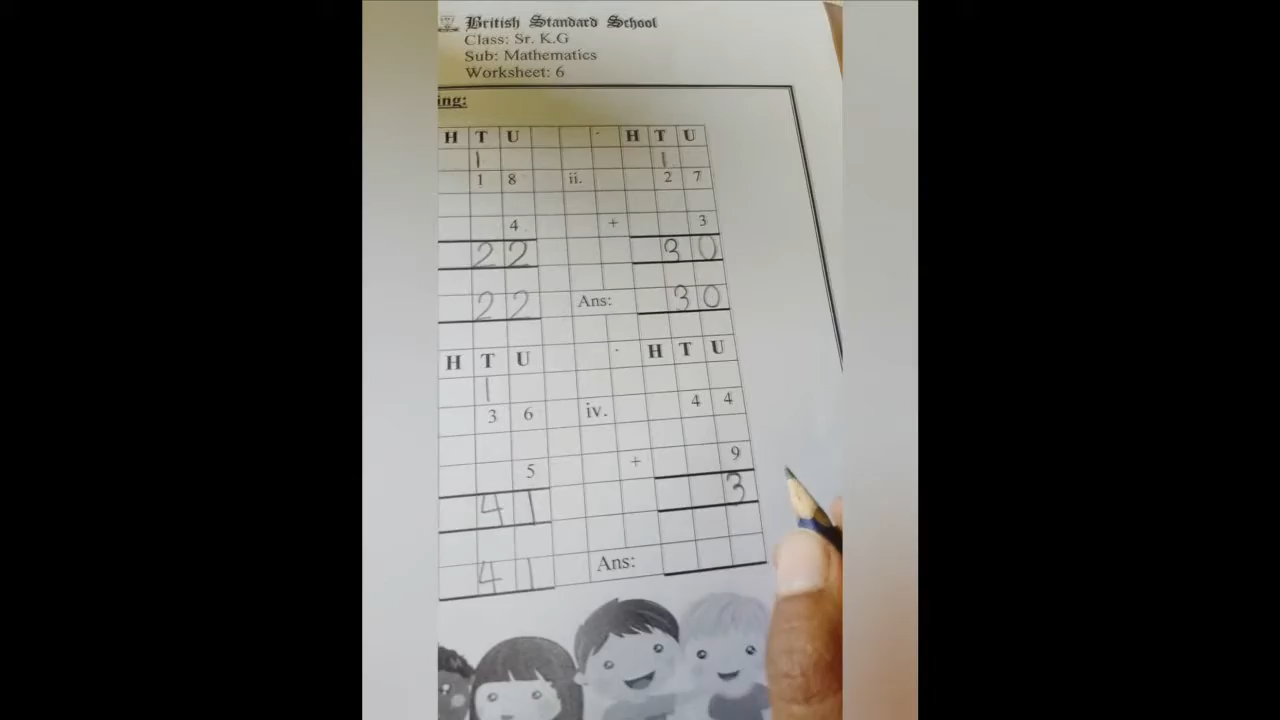 British Standard School
Class: Sr. K.G
Sub: Mathematics
Worksheet: 6
ing:
H T U H T U
1 1
1 8 ii. 2 7
4 + 3
2 2 3 0
2 2 Ans: 3 0
H T U H T U
1
3 6 iv. 4 4
5 + 9
4 1 3
4 1 Ans: